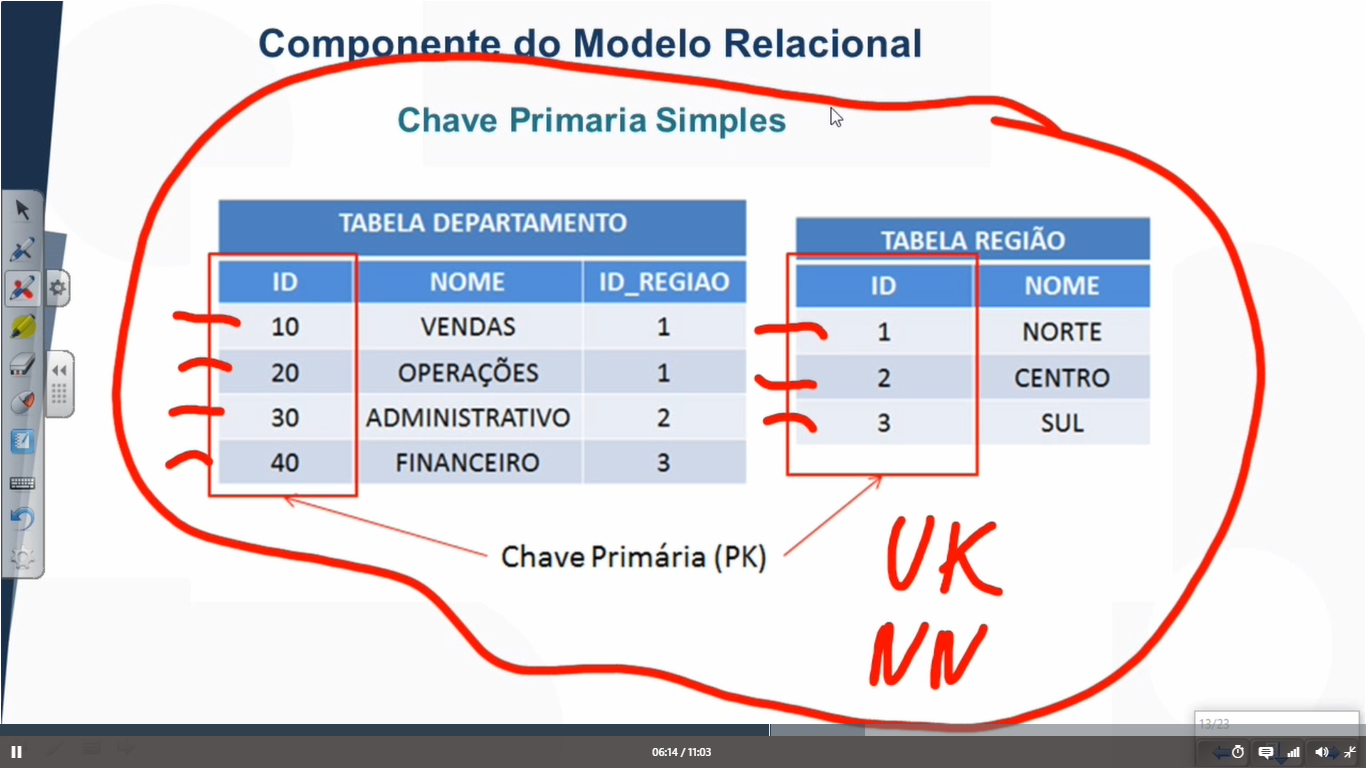 Componente do Modelo Relacional
Chave Primaria Simples
TABELA DEPARTAMENTO
ID NOME ID_REGIAO
10 VENDAS 1
20 OPERAÇÕES 1
30 ADMINISTRATIVO 2
40 FINANCEIRO 3
TABELA REGIÃO
ID NOME
1 NORTE
2 CENTRO
3 SUL
Chave Primária (PK)
UK
NN
13/23
06:14 / 11:03